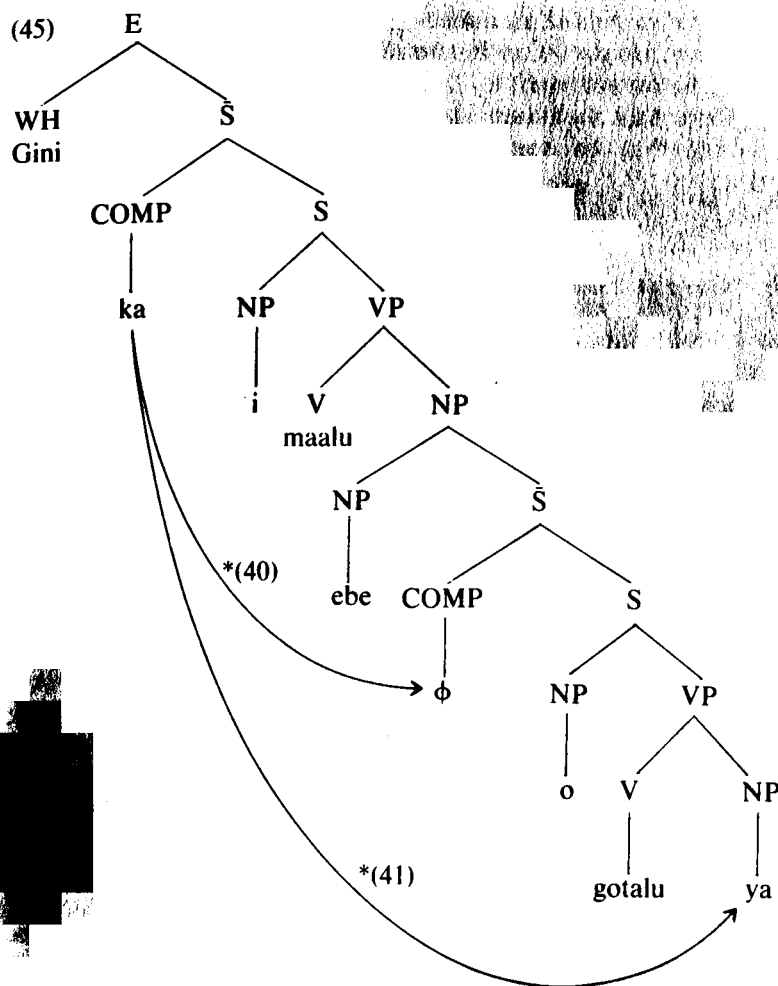 (45) E
WH S̄
Gini
COMP S
ka NP VP
i V NP
maalu
NP S̄
*(40)
ebe COMP S
ϕ NP VP
o V NP
*(41)
gotalu ya